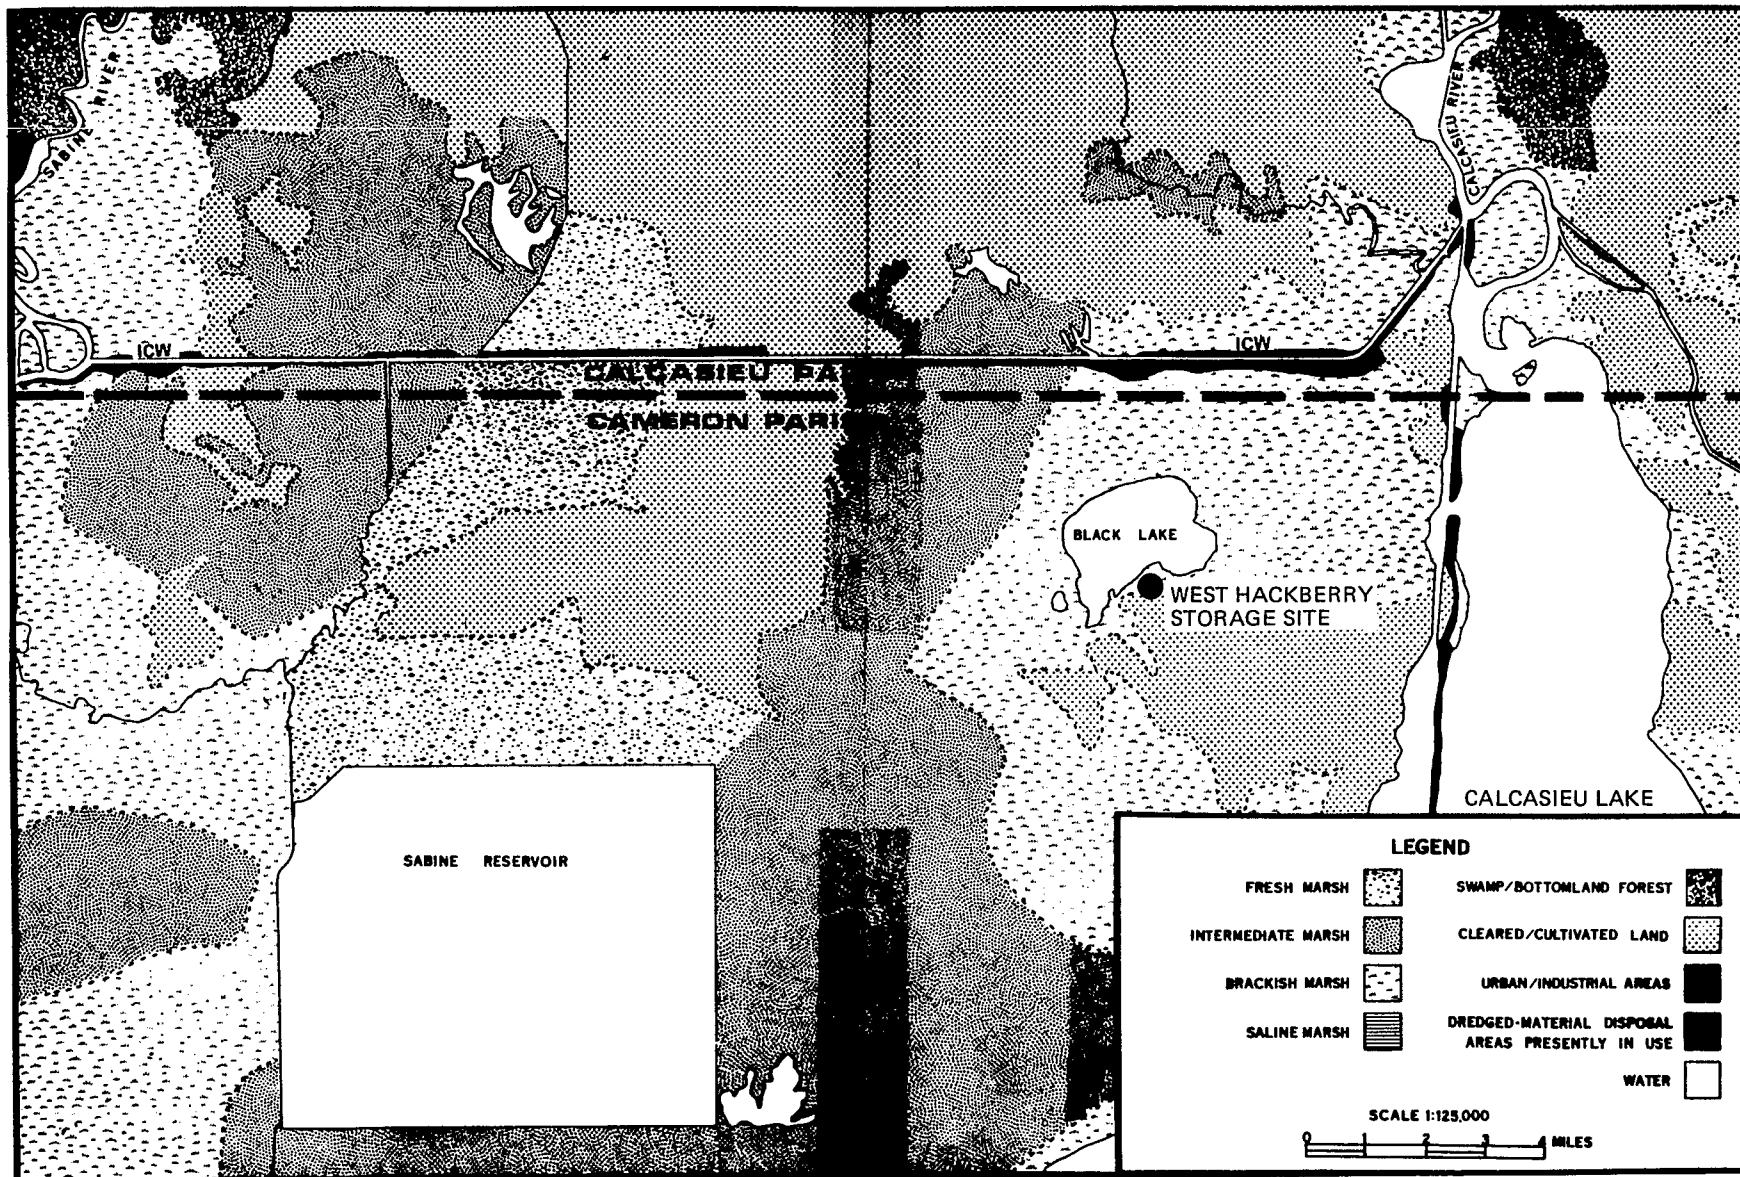 SABINE RIVER
CALCASIEU RIVER
ICW
ICW
CALCASIEU PA
CAMERON PARI
BLACK LAKE
WEST HACKBERRY
STORAGE SITE
CALCASIEU LAKE
SABINE RESERVOIR
LEGEND
FRESH MARSH
INTERMEDIATE MARSH
BRACKISH MARSH
SALINE MARSH
SWAMP/BOTTOMLAND FOREST
CLEARED/CULTIVATED LAND
URBAN/INDUSTRIAL AREAS
DREDGED-MATERIAL DISPOSAL
AREAS PRESENTLY IN USE
WATER
SCALE 1:125,000
0 1 2 3 4 MILES